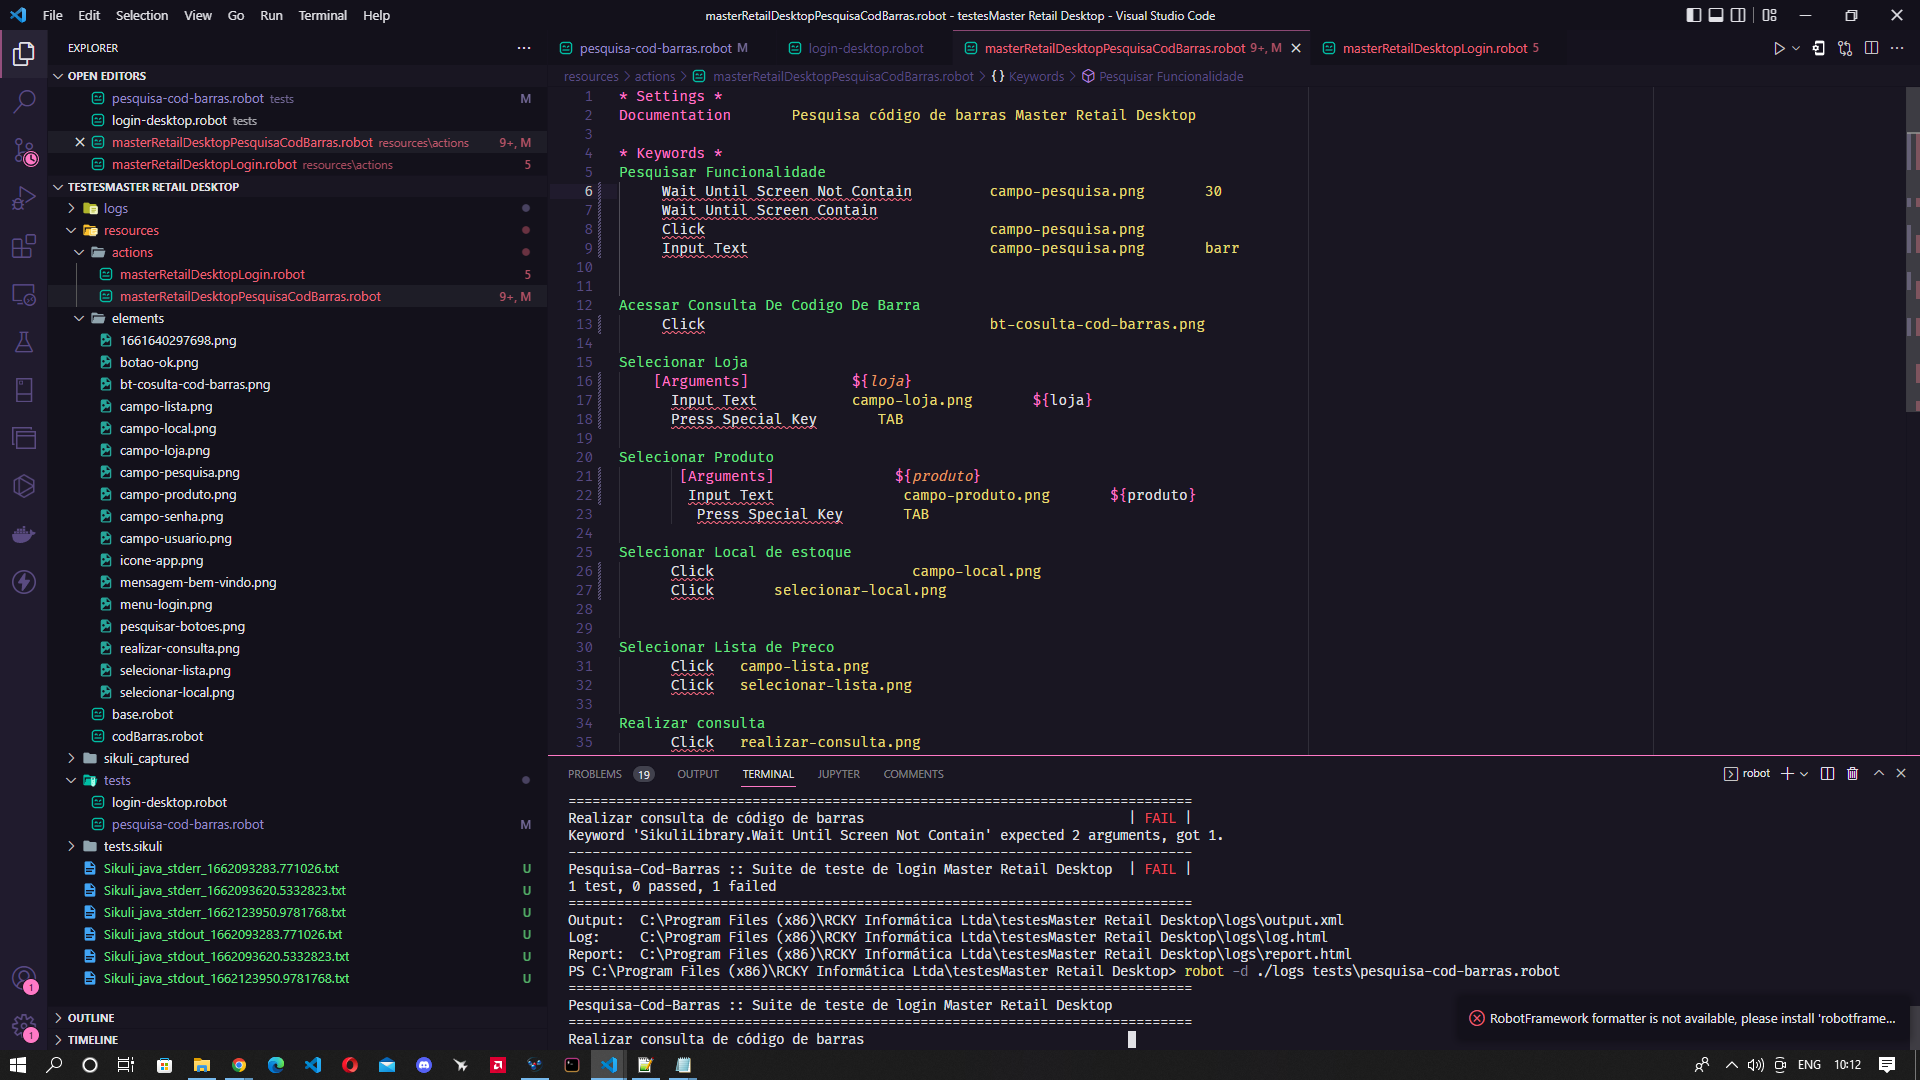 File Edit Selection View Go Run Terminal Help
masterRetailDesktopPesquisaCodBarras.robot - testesMaster Retail Desktop - Visual Studio Code
EXPLORER
OPEN EDITORS
pesquisa-cod-barras.robot tests M
login-desktop.robot tests
masterRetailDesktopPesquisaCodBarras.robot resources\actions 9+, M
masterRetailDesktopLogin.robot resources\actions 5
TESTESMASTER RETAIL DESKTOP
logs
resources
actions
masterRetailDesktopLogin.robot 5
masterRetailDesktopPesquisaCodBarras.robot 9+, M
elements
1661640297698.png
botao-ok.png
bt-cosulta-cod-barras.png
campo-lista.png
campo-local.png
campo-loja.png
campo-pesquisa.png
campo-produto.png
campo-senha.png
campo-usuario.png
icone-app.png
mensagem-bem-vindo.png
menu-login.png
pesquisar-botoes.png
realizar-consulta.png
selecionar-lista.png
selecionar-local.png
base.robot
codBarras.robot
sikuli_captured
tests
login-desktop.robot
pesquisa-cod-barras.robot M
tests.sikuli
Sikuli_java_stderr_1662093283.771026.txt U
Sikuli_java_stderr_1662093620.5332823.txt U
Sikuli_java_stderr_1662123950.9781768.txt U
Sikuli_java_stdout_1662093283.771026.txt U
Sikuli_java_stdout_1662093620.5332823.txt U
Sikuli_java_stdout_1662123950.9781768.txt U
OUTLINE
TIMELINE
1
1
pesquisa-cod-barras.robot M login-desktop.robot masterRetailDesktopPesquisaCodBarras.robot 9+, M masterRetailDesktopLogin.robot 5
resources > actions > masterRetailDesktopPesquisaCodBarras.robot > {} Keywords > Pesquisar Funcionalidade
1 * Settings *
2 Documentation Pesquisa código de barras Master Retail Desktop
3
4 * Keywords *
5 Pesquisar Funcionalidade
6 Wait Until Screen Not Contain campo-pesquisa.png 30
7 Wait Until Screen Contain
8 Click campo-pesquisa.png
9 Input Text campo-pesquisa.png barr
10
11
12 Acessar Consulta De Codigo De Barra
13 Click bt-cosulta-cod-barras.png
14
15 Selecionar Loja
16 [Arguments] ${loja}
17 Input Text campo-loja.png ${loja}
18 Press Special Key TAB
19
20 Selecionar Produto
21 [Arguments] ${produto}
22 Input Text campo-produto.png ${produto}
23 Press Special Key TAB
24
25 Selecionar Local de estoque
26 Click campo-local.png
27 Click selecionar-local.png
28
29
30 Selecionar Lista de Preco
31 Click campo-lista.png
32 Click selecionar-lista.png
33
34 Realizar consulta
35 Click realizar-consulta.png
PROBLEMS 19 OUTPUT TERMINAL JUPYTER COMMENTS robot
==============================================================================
Realizar consulta de código de barras | FAIL |
Keyword 'SikuliLibrary.Wait Until Screen Not Contain' expected 2 arguments, got 1.
------------------------------------------------------------------------------
Pesquisa-Cod-Barras :: Suite de teste de login Master Retail Desktop | FAIL |
1 test, 0 passed, 1 failed
==============================================================================
Output: C:\Program Files (x86)\RCKY Informática Ltda\testesMaster Retail Desktop\logs\output.xml
Log: C:\Program Files (x86)\RCKY Informática Ltda\testesMaster Retail Desktop\logs\log.html
Report: C:\Program Files (x86)\RCKY Informática Ltda\testesMaster Retail Desktop\logs\report.html
PS C:\Program Files (x86)\RCKY Informática Ltda\testesMaster Retail Desktop> robot -d ./logs tests\pesquisa-cod-barras.robot
==============================================================================
Pesquisa-Cod-Barras :: Suite de teste de login Master Retail Desktop
==============================================================================
Realizar consulta de código de barras
RobotFramework formatter is not available, please install 'robotframe...
ENG 10:12